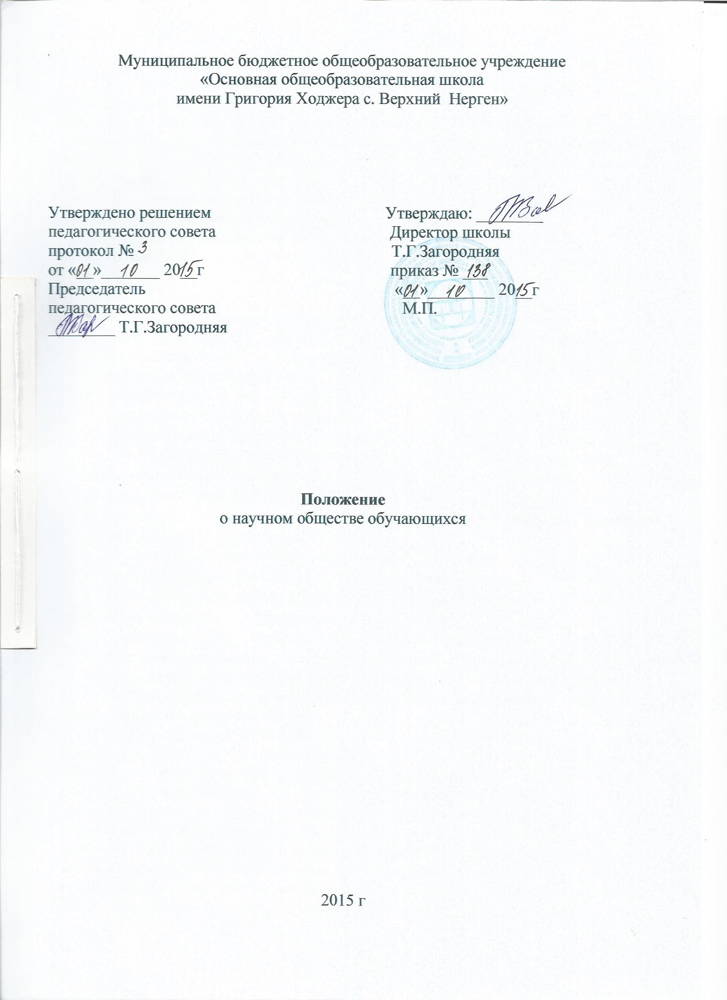 Муниципальное бюджетное общеобразовательное учреждение
«Основная общеобразовательная школа
имени Григория Ходжера с. Верхний Нерген»
Утверждено решением
педагогического совета
протокол № 3
от «01» 10 2015г
Председатель
педагогического совета
Т.Г.Загородняя
Утверждаю:
Директор школы
Т.Г.Загородняя
приказ № 138
«01» 10 2015г
М.П.
Положение
о научном обществе обучающихся
2015 г